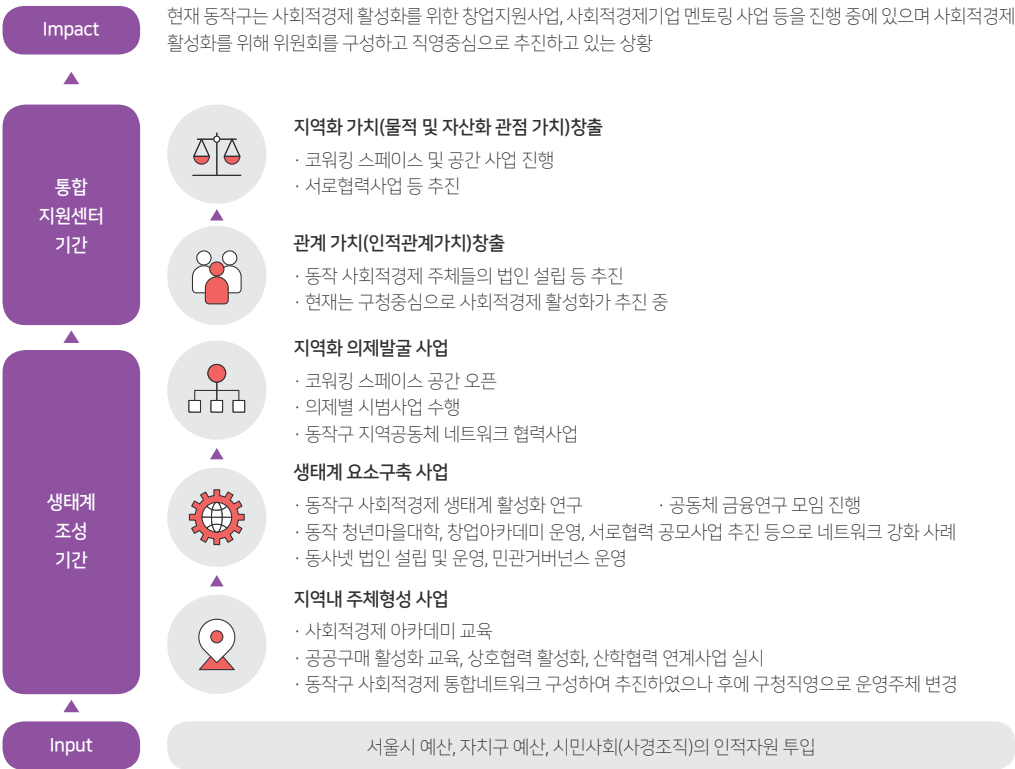 Impact
현재 동작구는 사회적경제 활성화를 위한 창업지원사업, 사회적경제기업 멘토링 사업 등을 진행 중에 있으며 사회적경제
활성화를 위해 위원회를 구성하고 직영중심으로 추진하고 있는 상황
통합
지원센터
기간
지역화 가치(물적 및 자산화 관점 가치)창출
· 코워킹 스페이스 및 공간 사업 진행
· 서로협력사업 등 추진
관계 가치(인적관계가치)창출
· 동작 사회적경제 주체들의 법인 설립 등 추진
· 현재는 구청중심으로 사회적경제 활성화가 추진 중
생태계
조성
기간
지역화 의제발굴 사업
· 코워킹 스페이스 공간 오픈
· 의제별 시범사업 수행
· 동작구 지역공동체 네트워크 협력사업
생태계 요소구축 사업
· 동작구 사회적경제 생태계 활성화 연구 · 공동체 금융연구 모임 진행
· 동작 청년마을대학, 창업아카데미 운영, 서로협력 공모사업 추진 등으로 네트워크 강화 사례
· 동사넷 법인 설립 및 운영, 민관거버넌스 운영
지역내 주체형성 사업
· 사회적경제 아카데미 교육
· 공공구매 활성화 교육, 상호협력 활성화, 산학협력 연계사업 실시
· 동작구 사회적경제 통합네트워크 구성하여 추진하였으나 후에 구청직영으로 운영주체 변경
Input
서울시 예산, 자치구 예산, 시민사회(사경조직)의 인적자원 투입